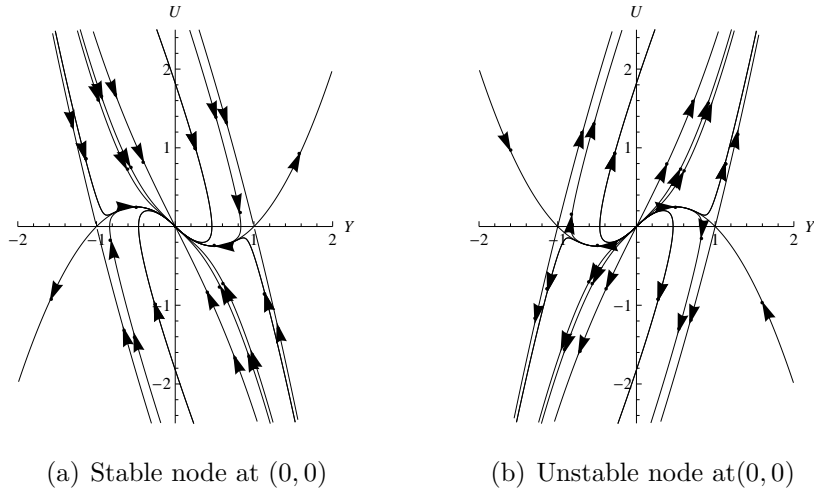 U
2
1
-2
-1
1
2
Y
-1
-2
U
2
1
-2
-1
1
2
Y
-1
-2
(a) Stable node at (0, 0)
(b) Unstable node at(0, 0)